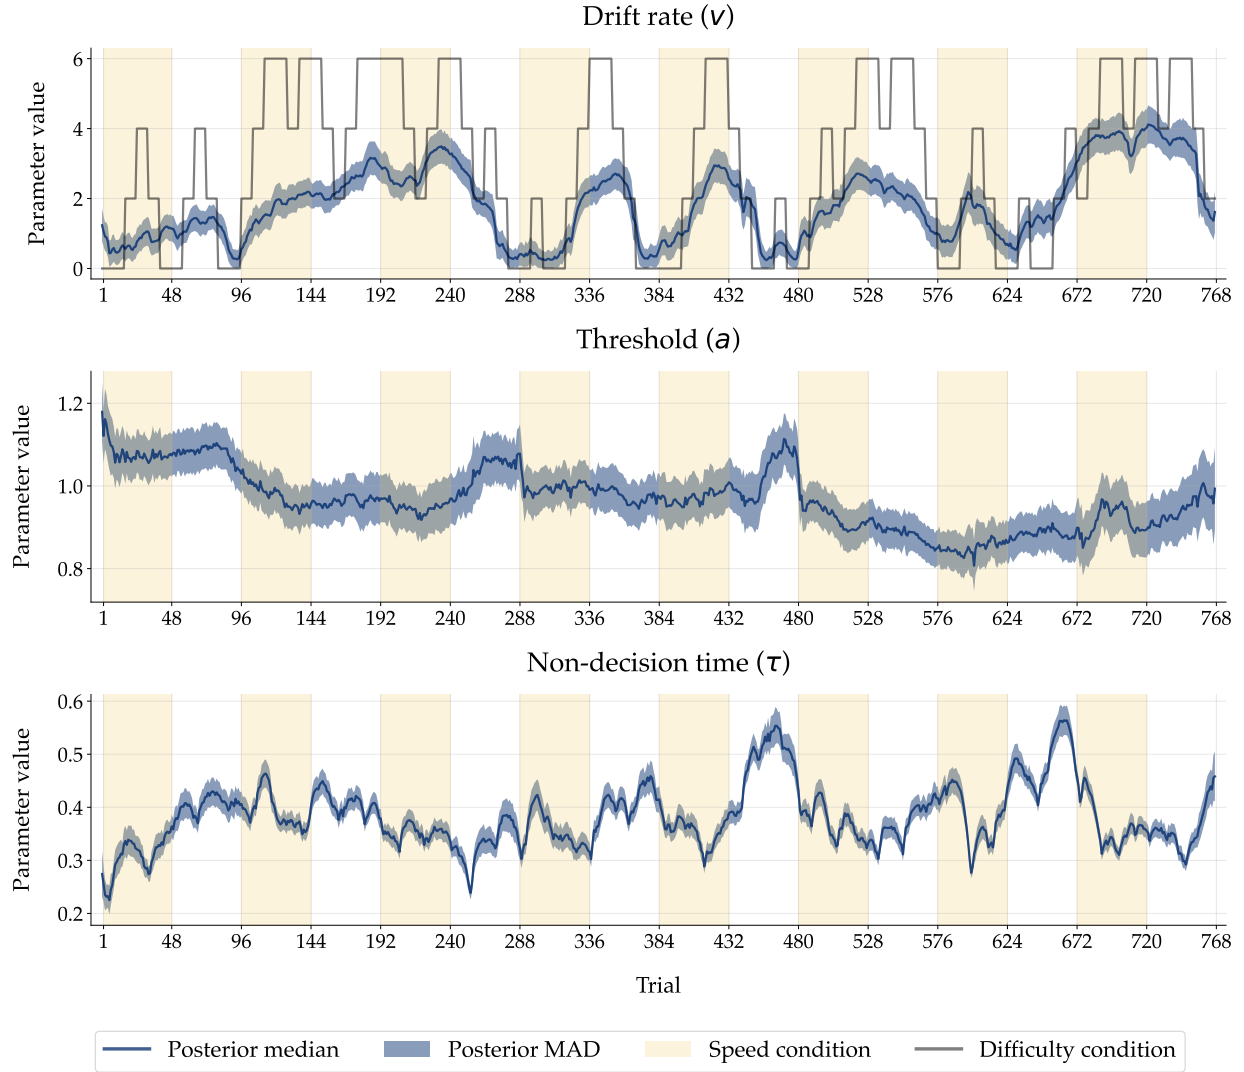 Drift rate (v)
Parameter value
6
4
2
0
1 48 96 144 192 240 288 336 384 432 480 528 576 624 672 720 768
Threshold (a)
Parameter value
1.2
1.0
0.8
1 48 96 144 192 240 288 336 384 432 480 528 576 624 672 720 768
Non-decision time (τ)
Parameter value
0.6
0.5
0.4
0.3
0.2
1 48 96 144 192 240 288 336 384 432 480 528 576 624 672 720 768
Trial
Posterior median Posterior MAD Speed condition Difficulty condition